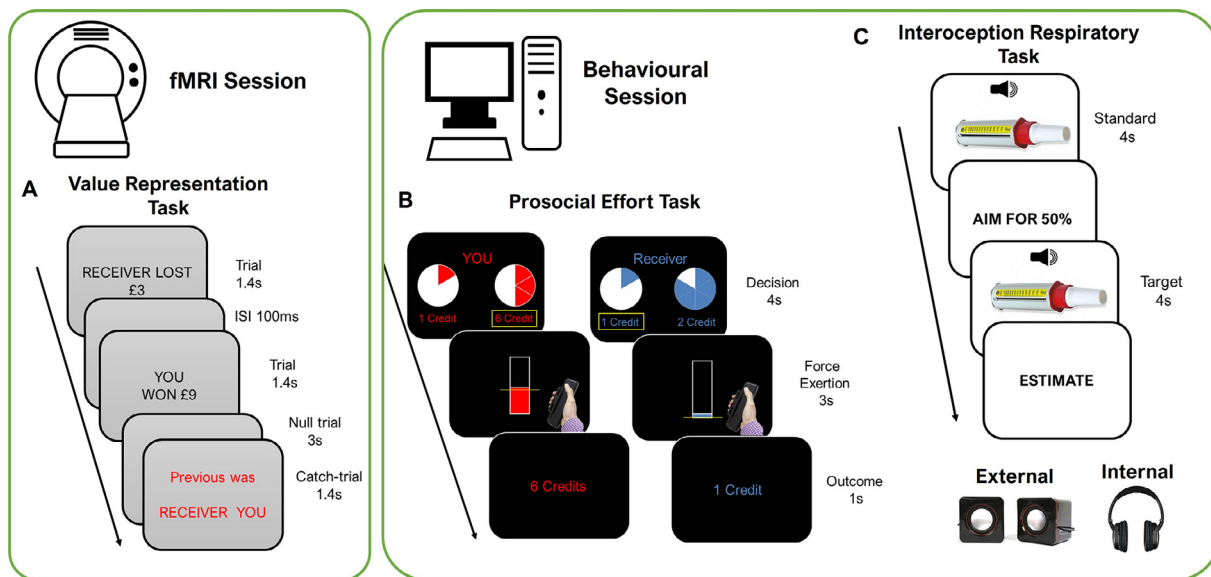 fMRI Session
A
Value Representation
Task
RECEIVER LOST
£3
Trial
1.4s
ISI 100ms
YOU
WON £9
Trial
1.4s
Null trial
3s
Previous was
RECEIVER YOU
Catch-trial
1.4s
Behavioural
Session
B
Prosocial Effort Task
YOU
1 Credit
6 Credit
Receiver
1 Credit
2 Credit
Decision
4s
Force
Exertion
3s
6 Credits
1 Credit
Outcome
1s
C
Interoception Respiratory
Task
Standard
4s
AIM FOR 50%
Target
4s
ESTIMATE
External
Internal